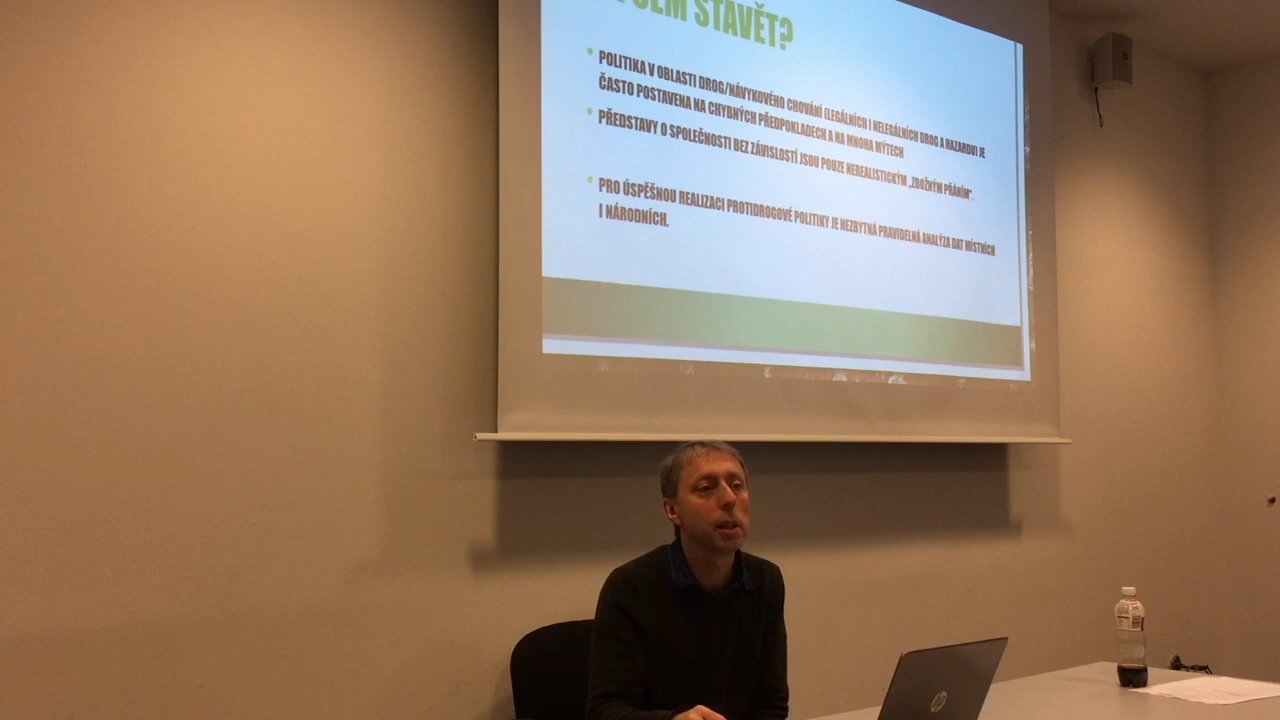 STAVĚT?
POLITIKA V OBLASTI DROG/NÁVYKOVÉHO CHOVÁNÍ (LEGÁLNÍCH I NELEGÁLNÍCH DROG A HAZARDU) JE
ČASTO POSTAVENA NA CHYBNÝCH PŘEDPOKLADECH A NA MNOHA MÝTECH
PŘEDSTAVY O SPOLEČNOSTI BEZ ZÁVISLOSTÍ JSOU POUZE NEREALISTICKÝM „ZBOŽNÝM PŘÁNÍM“.
PRO ÚSPĚŠNOU REALIZACI PROTIDROGOVÉ POLITIKY JE NEZBYTNÁ PRAVIDELNÁ ANALÝZA DAT MÍSTNÍCH
I NÁRODNÍCH.
hp